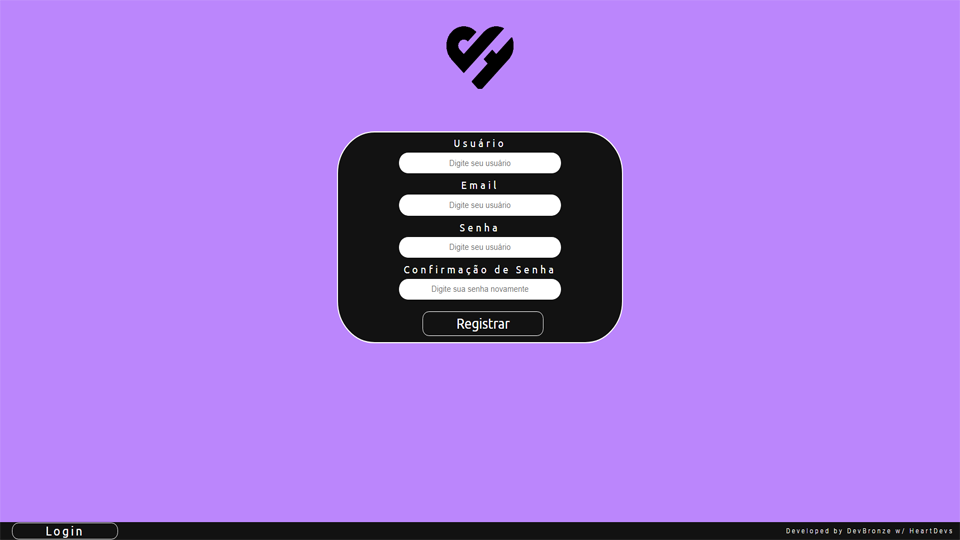 Usuário
Digite seu usuário
Email
Digite seu usuário
Senha
Digite seu usuário
Confirmação de Senha
Digite sua senha novamente
Registrar
Login
Developed by DevBronze w/ HeartDevs